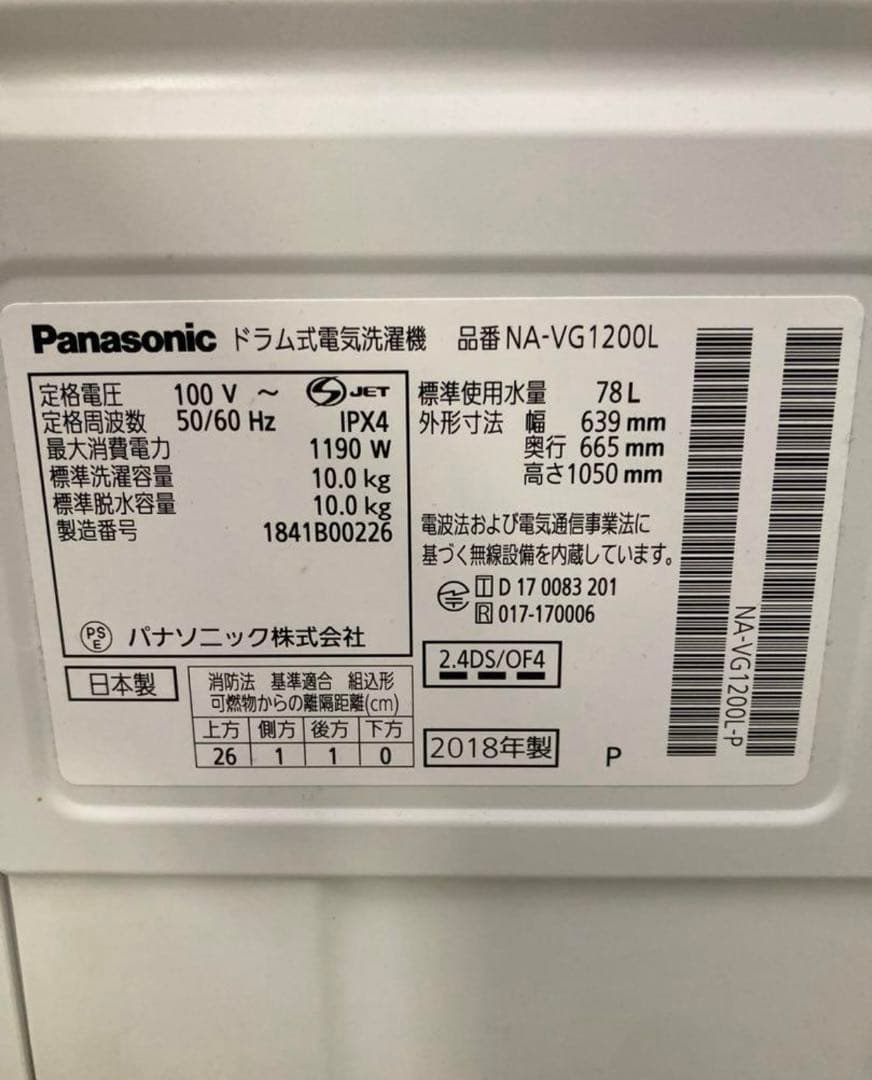 Panasonic ドラム式電気洗濯機 品番 NA-VG1200L
定格電圧 100 V ～ S JET
定格周波数 50/60 Hz IPX4
最大消費電力 1190 W
標準洗濯容量 10.0 kg
標準脱水容量 10.0 kg
製造番号 1841B00226
PS E パナソニック株式会社
標準使用水量 78 L
外形寸法 幅 639 mm
奥行 665 mm
高さ 1050 mm
電波法および電気通信事業法に
基づく無線設備を内蔵しています。
T D 17 0083 201
R 017-170006
2.4DS/OF4
日本製
消防法 基準適合 組込形
可燃物からの離隔距離(cm)
上方 側方 後方 下方
26 1 1 0
2018年製
P
NA-VG1200L-P